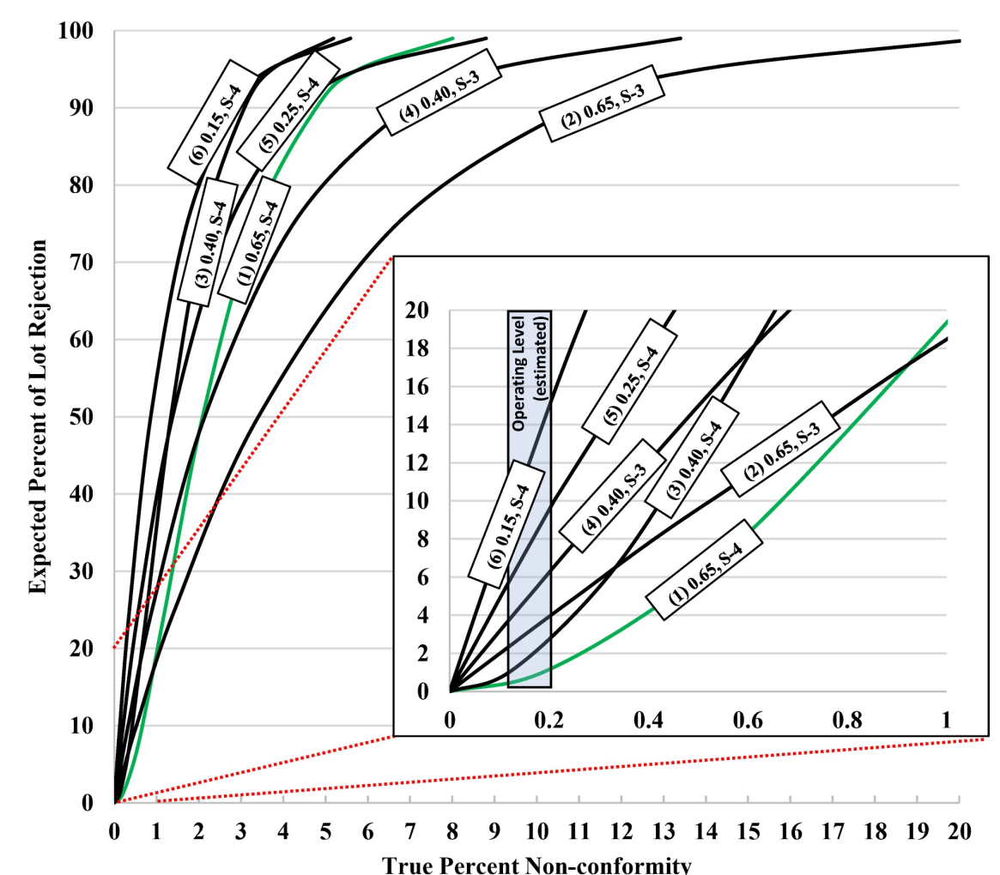 Expected Percent of Lot Rejection
100
90
80
70
60
50
40
30
20
10
0
(6) 0.15, S-4
(5) 0.25, S-4
(3) 0.40, S-4
(1) 0.65, S-4
(4) 0.40, S-3
(2) 0.65, S-3
20
18
16
14
12
10
8
6
4
2
0
Operating Level
(estimated)
(6) 0.15, S-4
(5) 0.25, S-4
(4) 0.40, S-3
(3) 0.40, S-4
(2) 0.65, S-3
(1) 0.65, S-4
0 0.2 0.4 0.6 0.8 1
0 1 2 3 4 5 6 7 8 9 10 11 12 13 14 15 16 17 18 19 20
True Percent Non-conformity